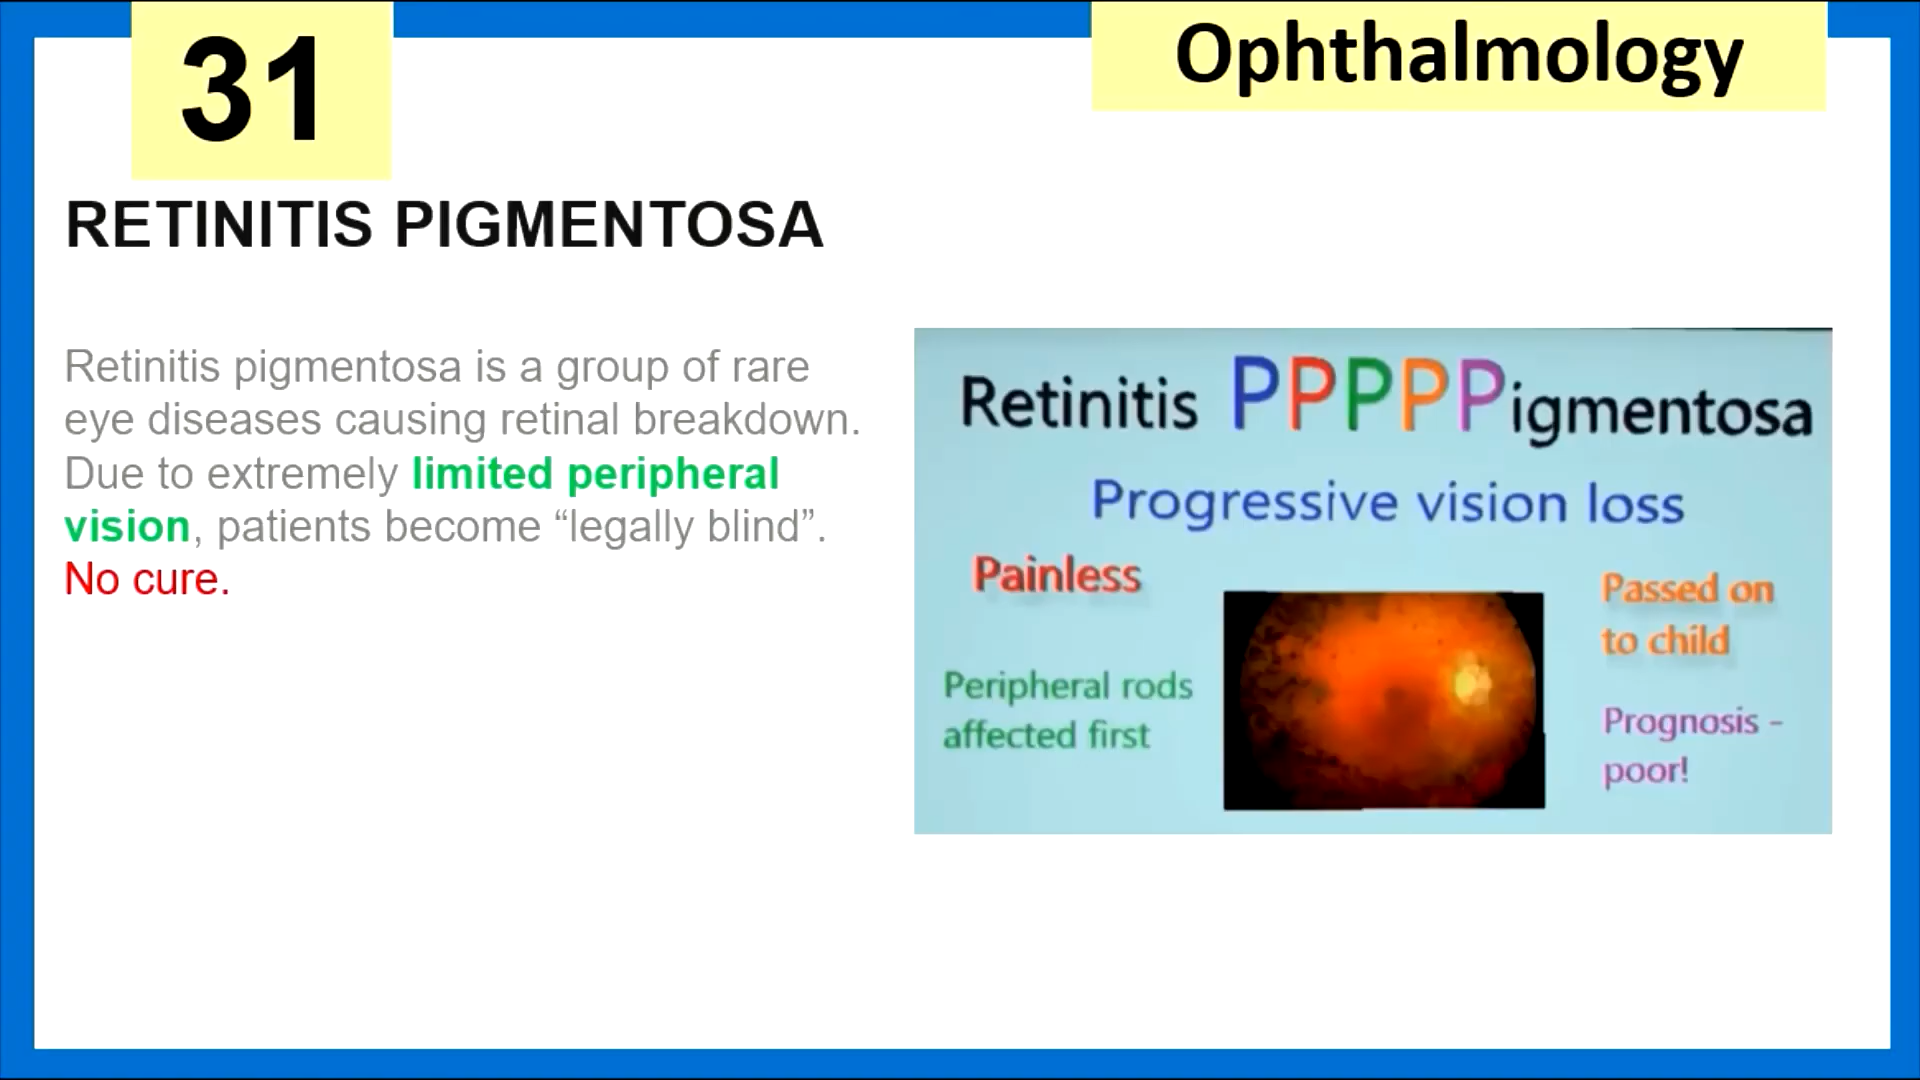 31
Ophthalmology
RETINITIS PIGMENTOSA
Retinitis pigmentosa is a group of rare
eye diseases causing retinal breakdown.
Due to extremely limited peripheral
vision, patients become “legally blind”.
No cure.
Retinitis PPPPPigmentosa
Progressive vision loss
Painless
Peripheral rods
affected first
Passed on
to child
Prognosis -
poor!